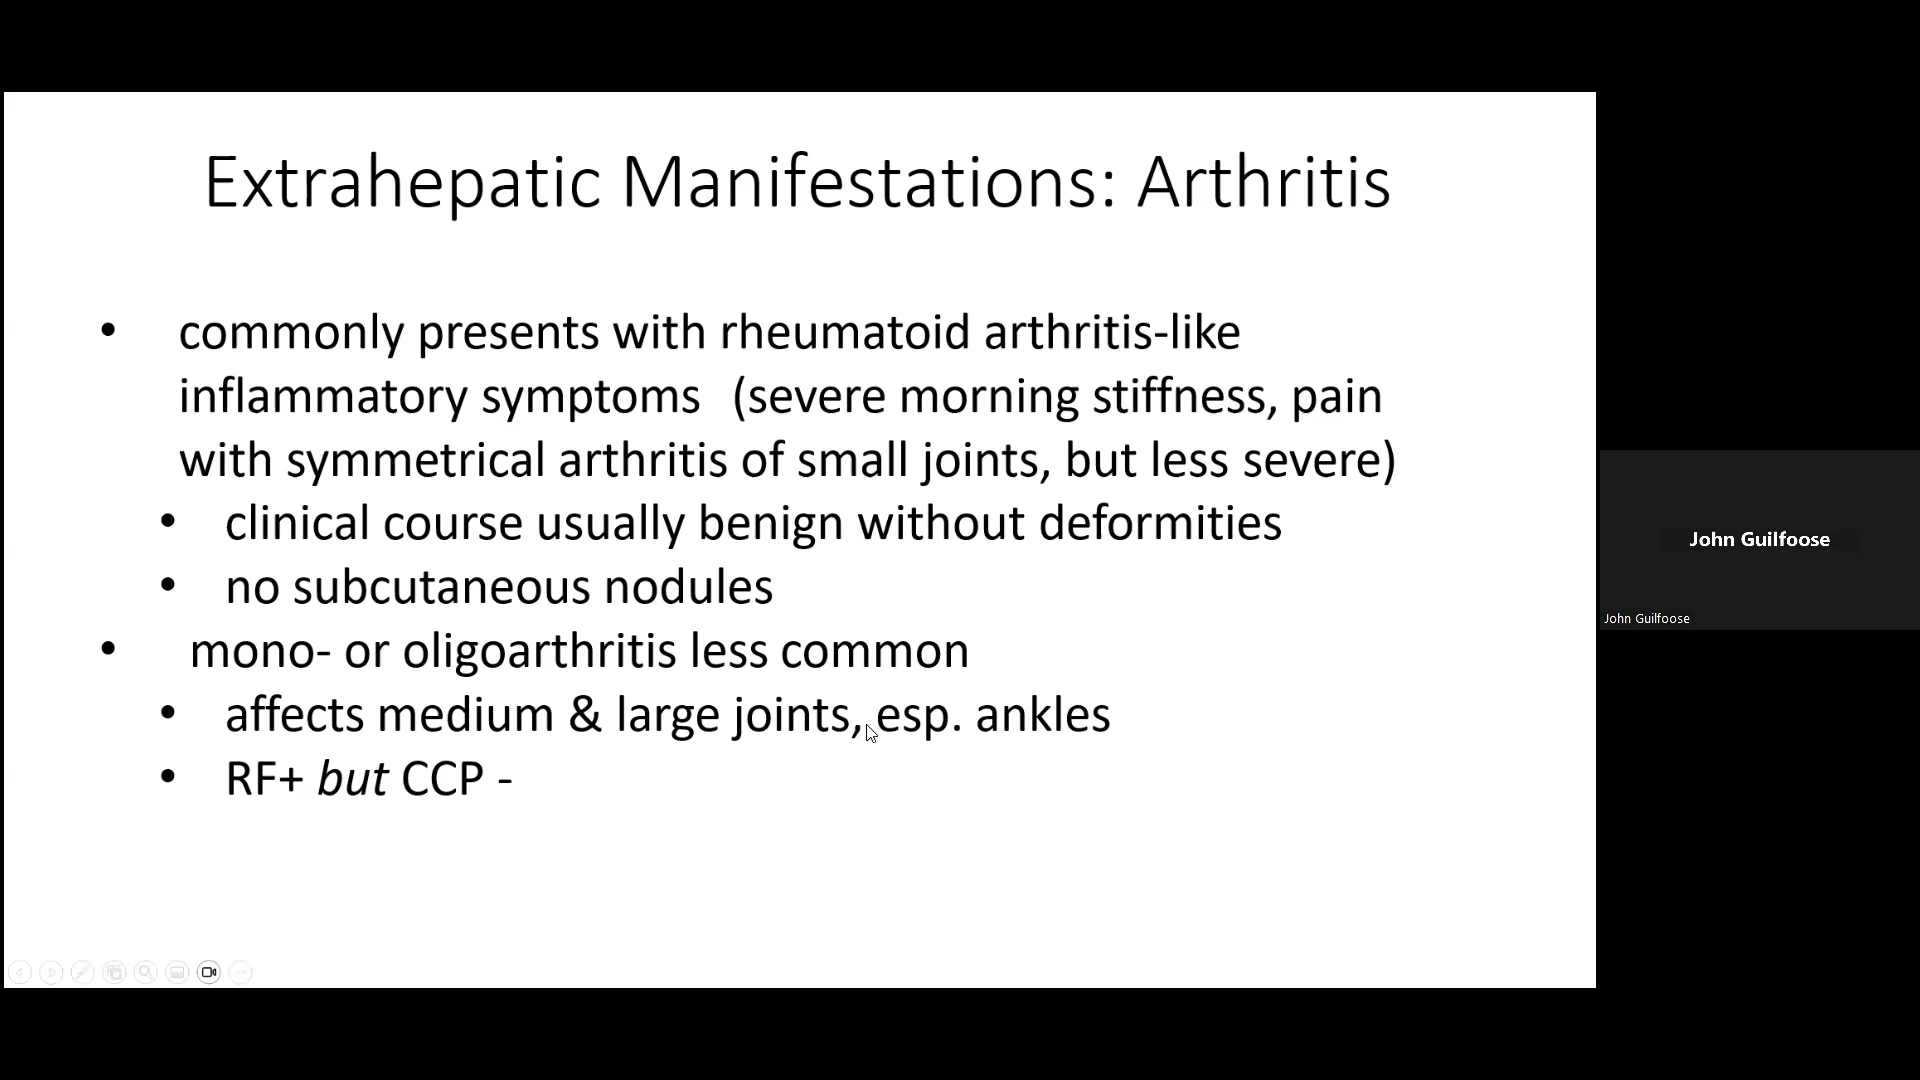 Extrahepatic Manifestations: Arthritis
• commonly presents with rheumatoid arthritis-like
inflammatory symptoms (severe morning stiffness, pain
with symmetrical arthritis of small joints, but less severe)
• clinical course usually benign without deformities
• no subcutaneous nodules
• mono- or oligoarthritis less common
• affects medium & large joints, esp. ankles
• RF+ but CCP -
John Guilfoose
John Guilfoose